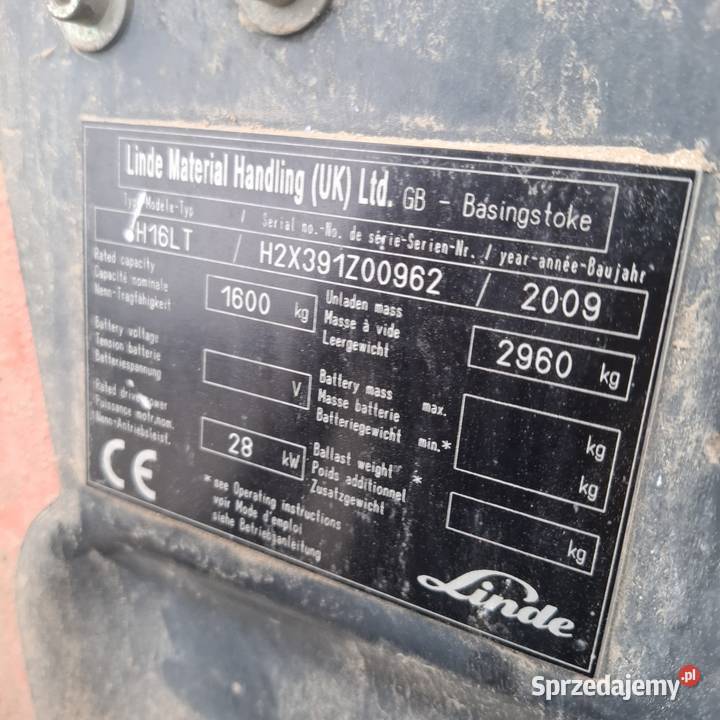 Linde Material Handling (UK) Ltd. GB - Basingstoke
Type-Modele-Typ / Serial no.-No. de série-Serien-Nr. / year-année-Baujahr
H16LT / H2X391Z00962 / 2009
Rated capacity
Capacité nominale
Nenn-Tragfähigkeit
1600 kg
Unladen mass
Masse à vide
Leergewicht
2960 kg
Battery voltage
Tension batterie
Batteriespannung
V
Battery mass max.
Masse batterie
Batteriegewicht min.*
kg
kg
Rated drive power
Puissance motr.nom.
Nenn-Antriebsleist.
28 kW
Ballast weight
Poids additionnel
Zusatzgewicht
kg
CE
*see Operating instructions
voir Mode d'emploi
siehe Betriebsanleitung
Linde
Sprzedajemy.pl